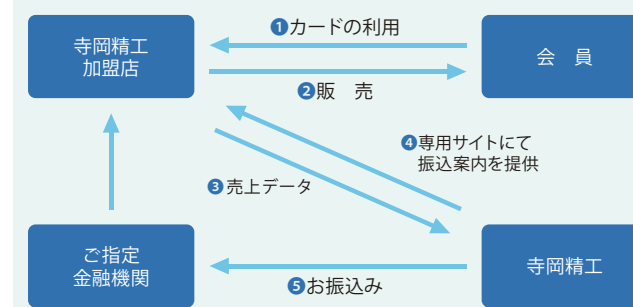 ❶カードの利用
寺岡精工
加盟店
会　員
❷販　売
❹専用サイトにて
振込案内を提供
❸売上データ
ご指定
金融機関
寺岡精工
❺お振込み